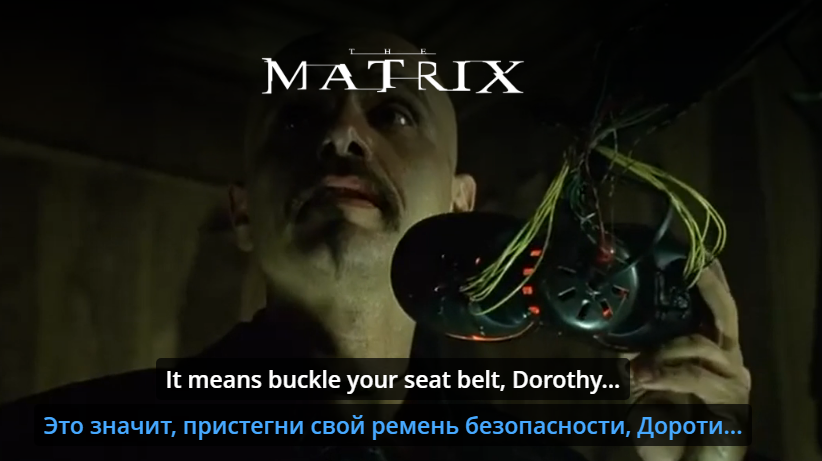 THE
MATRIX
It means buckle your seat belt, Dorothy...
Это значит, пристегни свой ремень безопасности, Дороти...